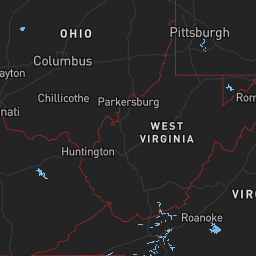 OHIO
Pittsburgh
Columbus
ayton
Rom
Chillicothe
Parkersburg
nati
WEST
VIRGINIA
Huntington
VIRG
Roanoke